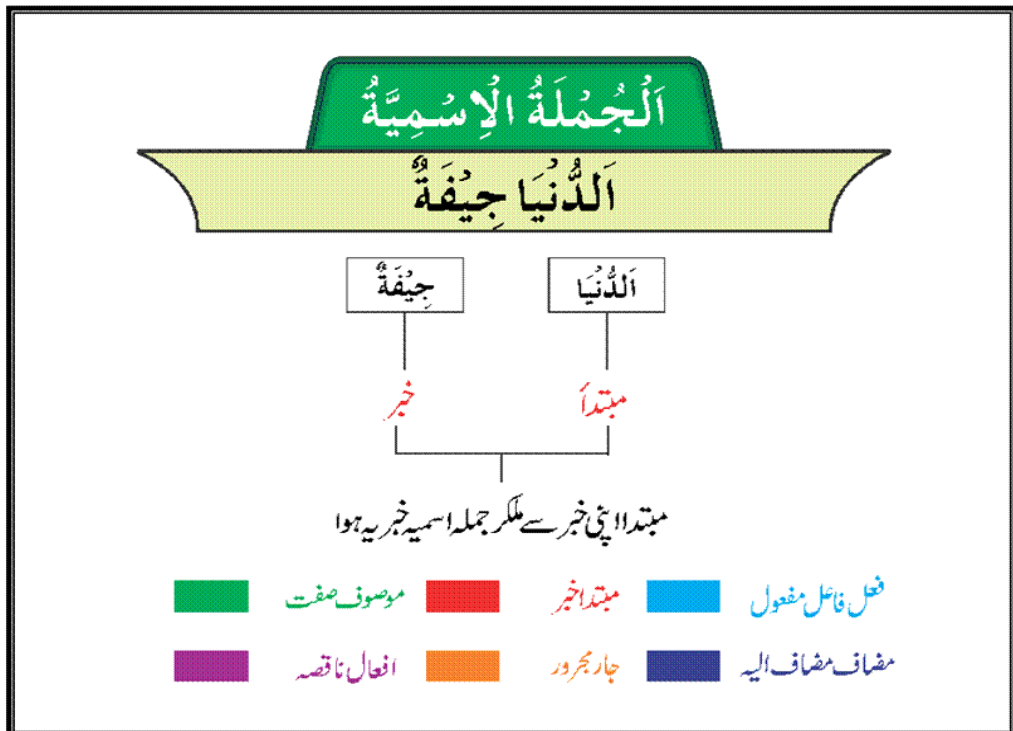 اَلْجُمْلَةُ الْاِسْمِيَّةُ
اَلدُّنْيَا جِيْفَةٌ
اَلدُّنْيَا جِيْفَةٌ
مبتدأ خبر
مبتدا اپنی خبر سے ملکر جملہ اسمیہ خبریہ ہوا
فعل فاعل مفعول مبتدا خبر موصوف صفت
مضاف مضاف الیہ جار مجرور افعال ناقصہ